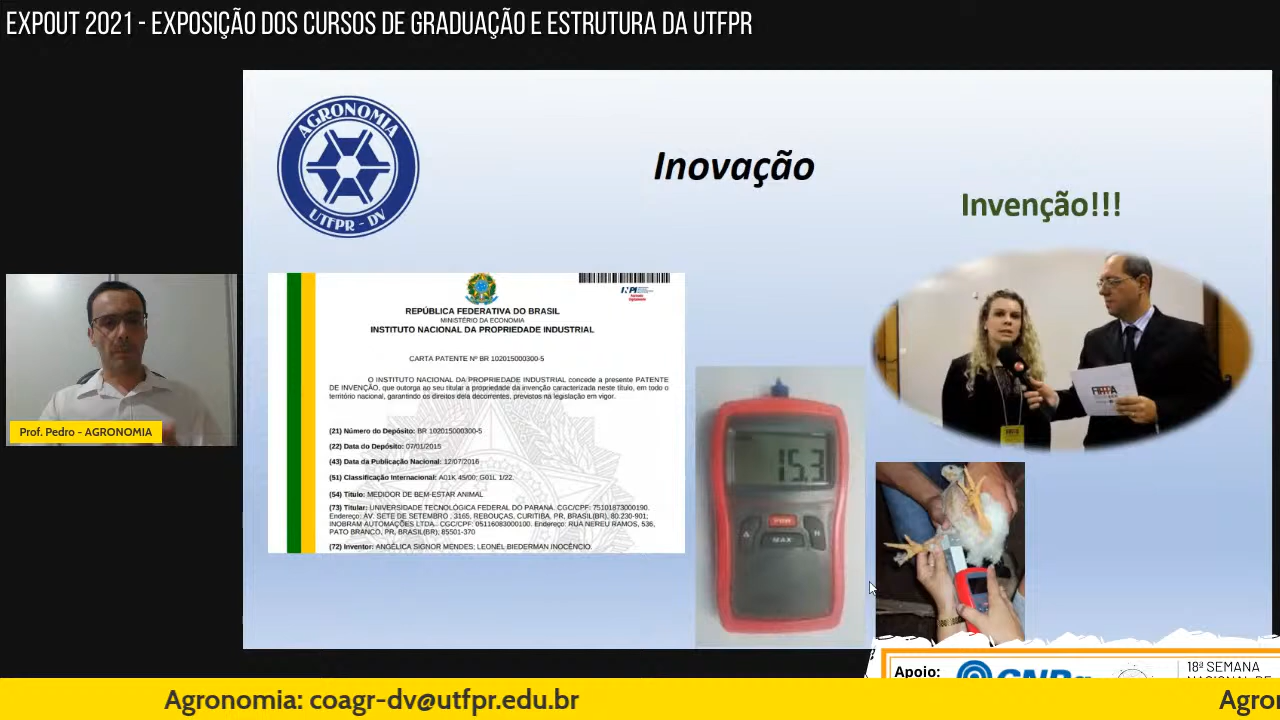 EXPOUT 2021 - EXPOSIÇÃO DOS CURSOS DE GRADUAÇÃO E ESTRUTURA DA UTFPR
AGRONOMIA
UTFPR - DV
Inovação
Invenção!!!
INPI
REPÚBLICA FEDERATIVA DO BRASIL
MINISTÉRIO DA ECONOMIA
INSTITUTO NACIONAL DA PROPRIEDADE INDUSTRIAL
CARTA PATENTE Nº BR 102015000300-5
O INSTITUTO NACIONAL DA PROPRIEDADE INDUSTRIAL concede a presente PATENTE
DE INVENÇÃO, que outorga ao seu titular a propriedade da invenção caracterizada neste título, em todo o
território nacional, garantindo os direitos dela decorrentes, previstos na legislação em vigor.
(21) Número do Depósito: BR 102015000300-5
(22) Data do Depósito: 07/01/2015
(43) Data da Publicação Nacional: 12/07/2016
(51) Classificação Internacional: A01K 45/00; G01L 1/22.
(54) Título: MEDIDOR DE BEM-ESTAR ANIMAL
(73) Titular: UNIVERSIDADE TECNOLÓGICA FEDERAL DO PARANÁ. CGC/CPF: 75101873000190.
Endereço: AV. SETE DE SETEMBRO , 3165, REBOUÇAS, CURITIBA, PR, BRASIL(BR), 80.230-901;
INOBRAM AUTOMAÇÕES LTDA.. CGC/CPF: 05116083000100. Endereço: RUA NEREU RAMOS, 536,
PATO BRANCO, PR, BRASIL(BR), 85501-370
(72) Inventor: ANGÉLICA SIGNOR MENDES; LEONEL BIEDERMAN INOCÊNCIO.
15.3
MAX
Prof. Pedro - AGRONOMIA
Apoio:
CNPq
18ª SEMANA
NACIONAL DE
Agronomia: coagr-dv@utfpr.edu.br
Agro